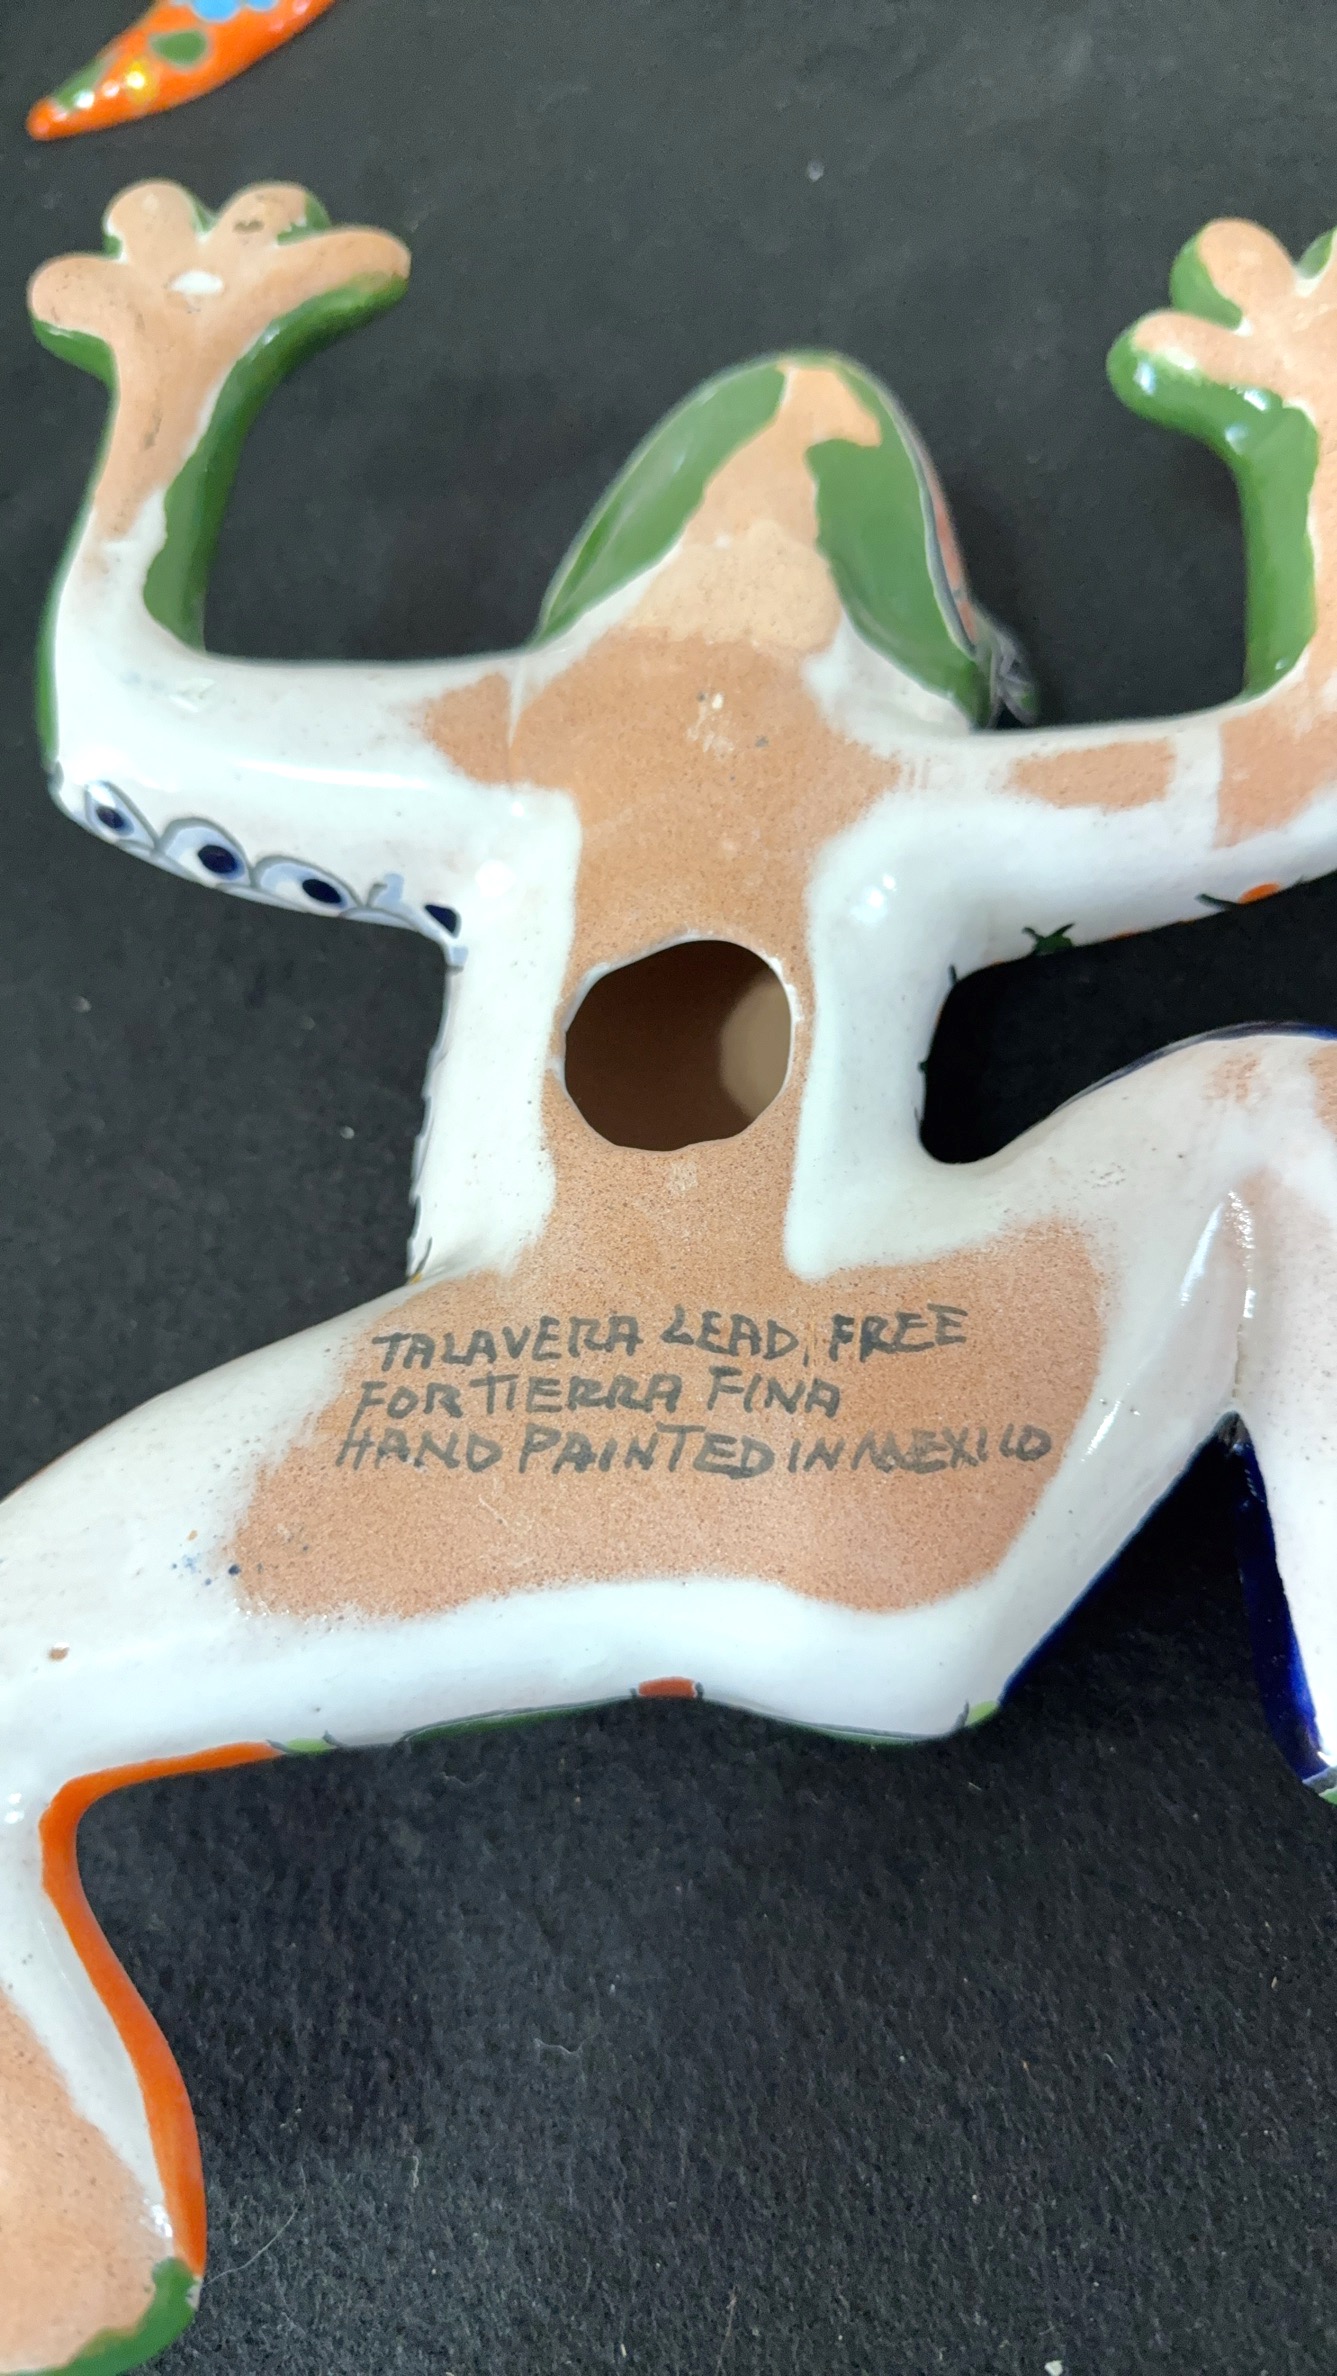 TALAVERA LEAD, FREE
FOR TIERRA FINA
HAND PAINTED IN MEXICO